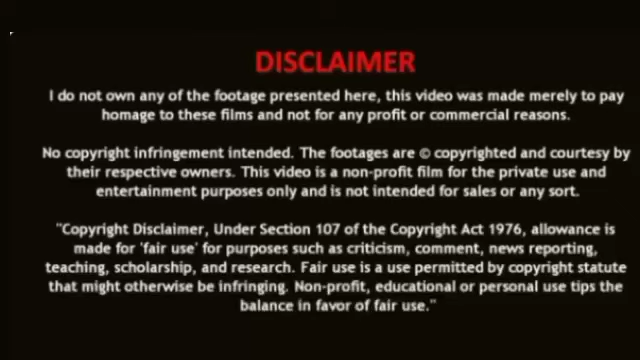 DISCLAIMER
I do not own any of the footage presented here, this video was made merely to pay
homage to these films and not for any profit or commercial reasons.
No copyright infringement intended. The footages are © copyrighted and courtesy by
their respective owners. This video is a non-profit film for the private use and
entertainment purposes only and is not intended for sales or any sort.
"Copyright Disclaimer, Under Section 107 of the Copyright Act 1976, allowance is
made for 'fair use' for purposes such as criticism, comment, news reporting,
teaching, scholarship, and research. Fair use is a use permitted by copyright statute
that might otherwise be infringing. Non-profit, educational or personal use tips the
balance in favor of fair use."